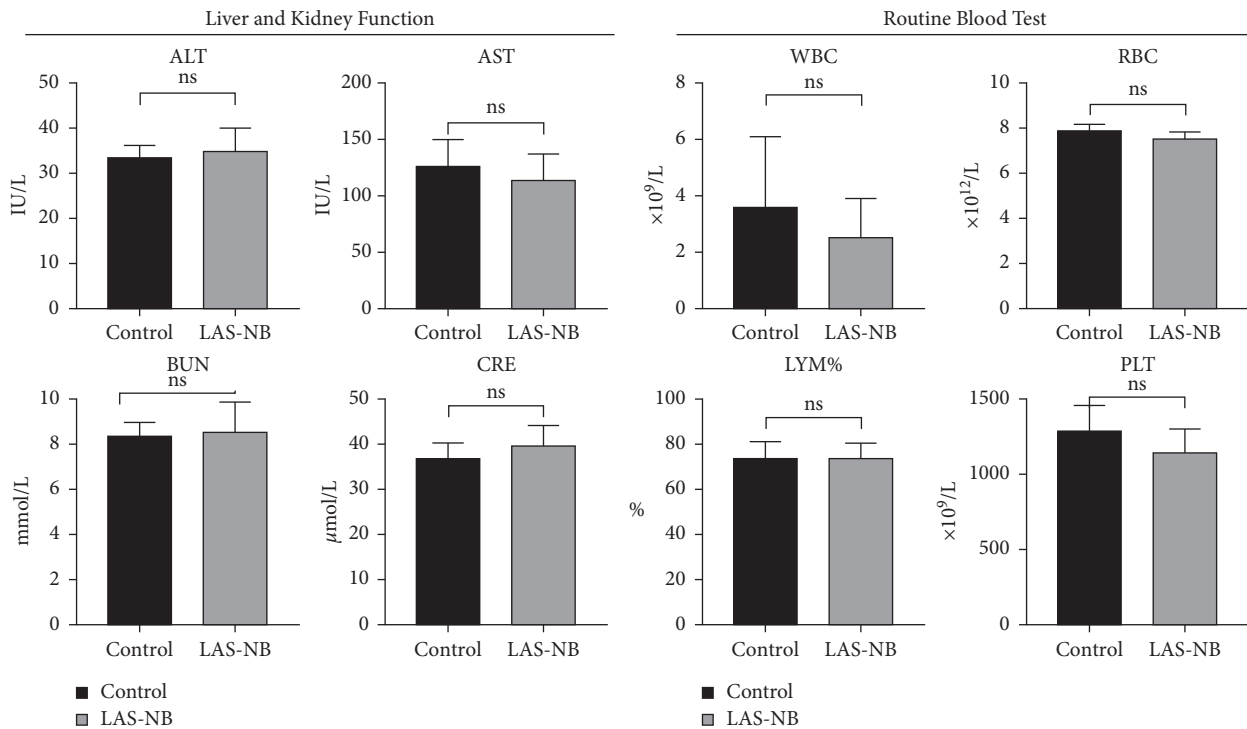 Liver and Kidney Function
Routine Blood Test
ALT
50
40
30
20
10
0
IU/L
ns
Control
LAS-NB
AST
200
150
100
50
0
IU/L
ns
Control
LAS-NB
WBC
8
6
4
2
0
×10⁹/L
ns
Control
LAS-NB
RBC
10
8
6
4
2
0
×10¹²/L
ns
Control
LAS-NB
BUN
10
8
6
4
2
0
mmol/L
ns
Control
LAS-NB
CRE
50
40
30
20
10
0
μmol/L
ns
Control
LAS-NB
LYM%
100
80
60
40
20
0
%
ns
Control
LAS-NB
PLT
1500
1000
500
0
×10⁹/L
ns
Control
LAS-NB
Control
LAS-NB
Control
LAS-NB